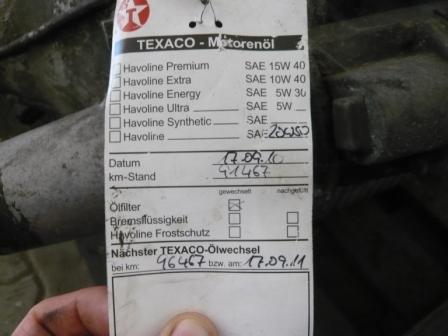 TEXACO - Motorenöl
Havoline Premium SAE 15W 40
Havoline Extra SAE 10W 40
Havoline Energy SAE 5W 30
Havoline Ultra SAE 5W
Havoline Synthetic SAE
Havoline SAE 20W50
Datum 17.09.10
km-Stand 91467
gewechselt nachgefüllt
Ölfilter
Bremsflüssigkeit
Havoline Frostschutz
Nächster TEXACO-Ölwechsel
bei km: 96467 bzw. am: 17.09.11